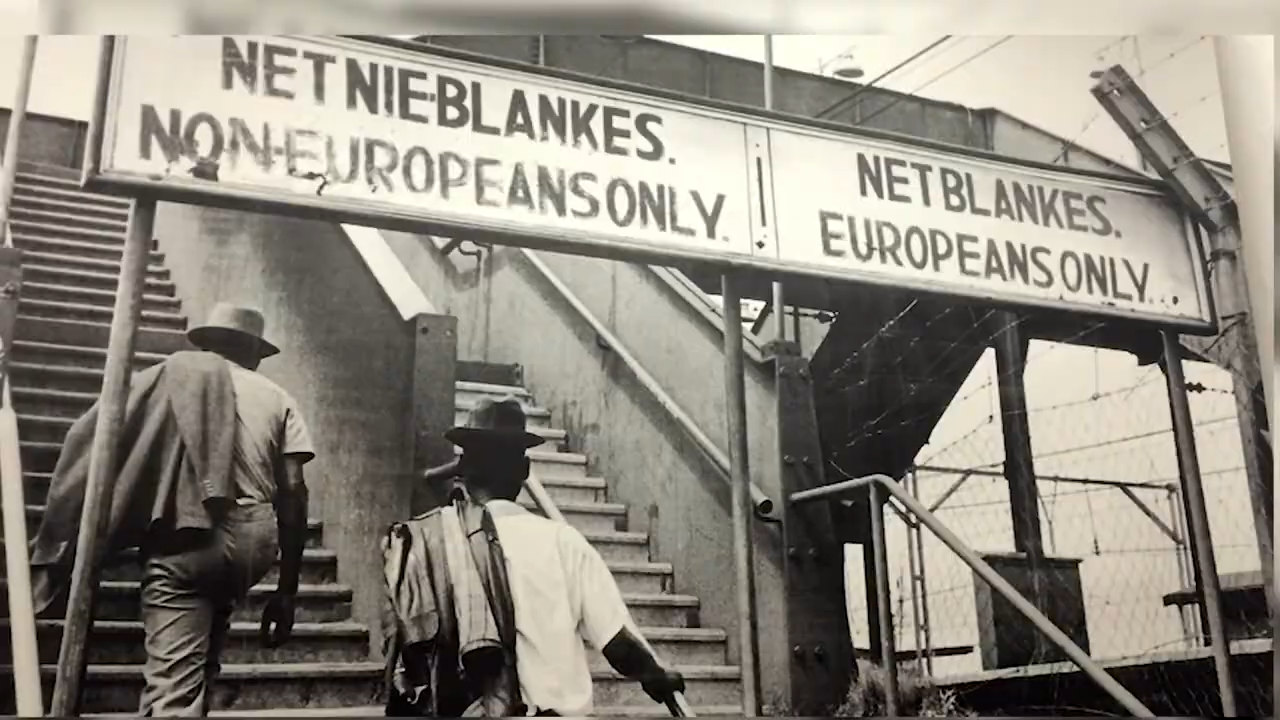 NET NIE-BLANKES.
NON-EUROPEANS ONLY.
NET BLANKES.
EUROPEANS ONLY.